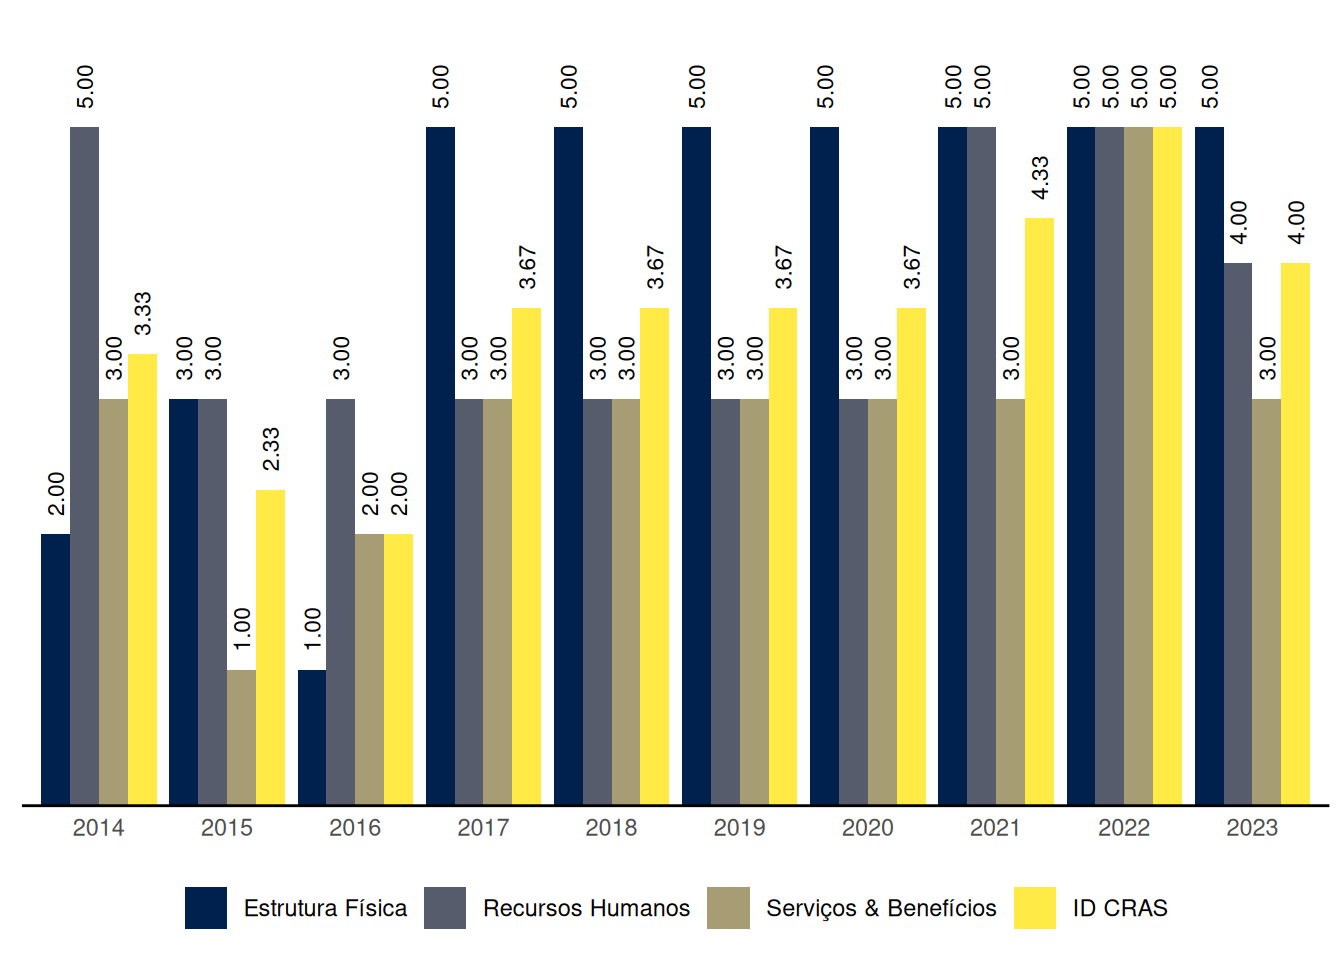 5.00 5.00 5.00 5.00 5.00 5.00 5.00 5.00 5.00 5.00 5.00 5.00
4.33
4.00 4.00
3.67 3.67 3.67 3.67
3.33
3.00 3.00 3.00 3.00 3.00 3.00 3.00 3.00 3.00 3.00 3.00 3.00 3.00 3.00
2.33
2.00 2.00 2.00
1.00 1.00
2014 2015 2016 2017 2018 2019 2020 2021 2022 2023
Estrutura Física Recursos Humanos Serviços & Benefícios ID CRAS